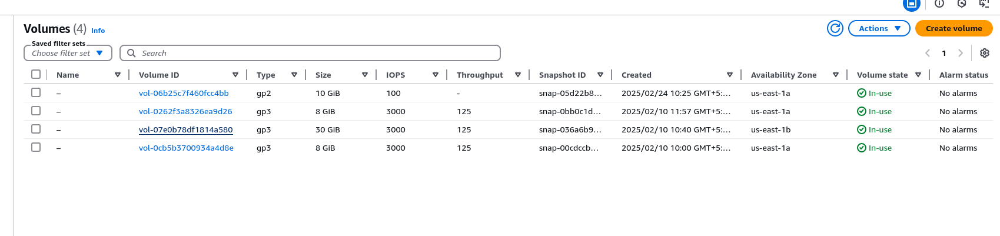 Volumes (4) Info
Actions
Create volume
Saved filter sets
Choose filter set
Search
1
Name Volume ID Type Size IOPS Throughput Snapshot ID Created Availability Zone Volume state Alarm status
– vol-06b25c7f460fcc4bb gp2 10 GiB 100 - snap-05d22b8... 2025/02/24 10:25 GMT+5:... us-east-1a In-use No alarms
– vol-0262f3a8326ea9d26 gp3 8 GiB 3000 125 snap-0bb0c1d... 2025/02/10 11:57 GMT+5:... us-east-1a In-use No alarms
– vol-07e0b78df1814a580 gp3 30 GiB 3000 125 snap-036a6b9... 2025/02/10 10:40 GMT+5:... us-east-1b In-use No alarms
– vol-0cb5b3700934a4d8e gp3 8 GiB 3000 125 snap-00cdccb... 2025/02/10 10:00 GMT+5:... us-east-1a In-use No alarms